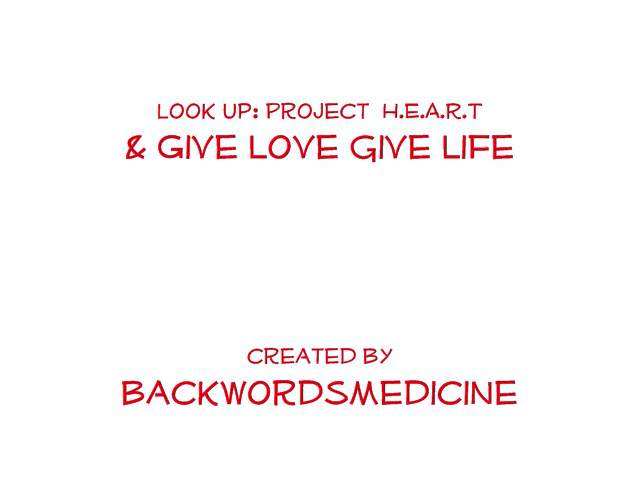 LOOK UP: PROJECT H.E.A.R.T
& GIVE LOVE GIVE LIFE
CREATED BY
BACKWORDSMEDICINE